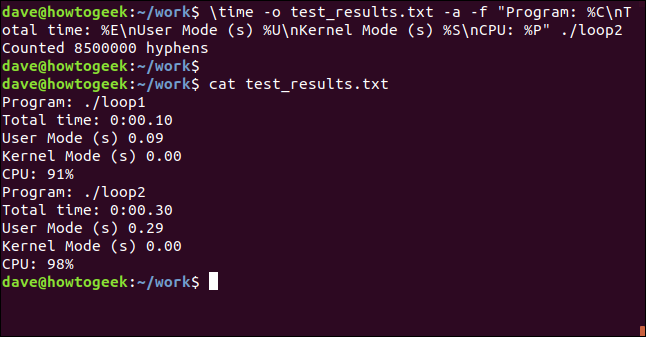 dave@howtogeek:~/work$ \time -o test_results.txt -a -f "Program: %C\nT
otal time: %E\nUser Mode (s) %U\nKernel Mode (s) %S\nCPU: %P" ./loop2
Counted 8500000 hyphens
dave@howtogeek:~/work$
dave@howtogeek:~/work$ cat test_results.txt
Program: ./loop1
Total time: 0:00.10
User Mode (s) 0.09
Kernel Mode (s) 0.00
CPU: 91%
Program: ./loop2
Total time: 0:00.30
User Mode (s) 0.29
Kernel Mode (s) 0.00
CPU: 98%
dave@howtogeek:~/work$